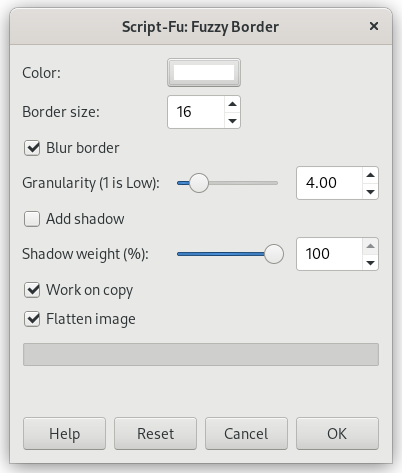 Script-Fu: Fuzzy Border
Color:
Border size: 16
Blur border
Granularity (1 is Low): 4.00
Add shadow
Shadow weight (%): 100
Work on copy
Flatten image
Help Reset Cancel OK